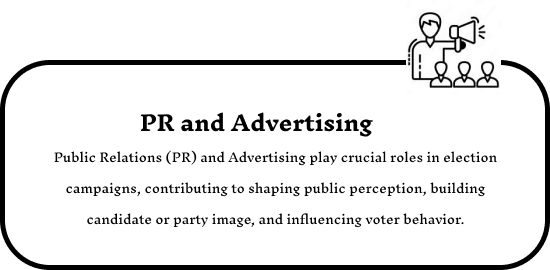 PR and Advertising
Public Relations (PR) and Advertising play crucial roles in election
campaigns, contributing to shaping public perception, building
candidate or party image, and influencing voter behavior.